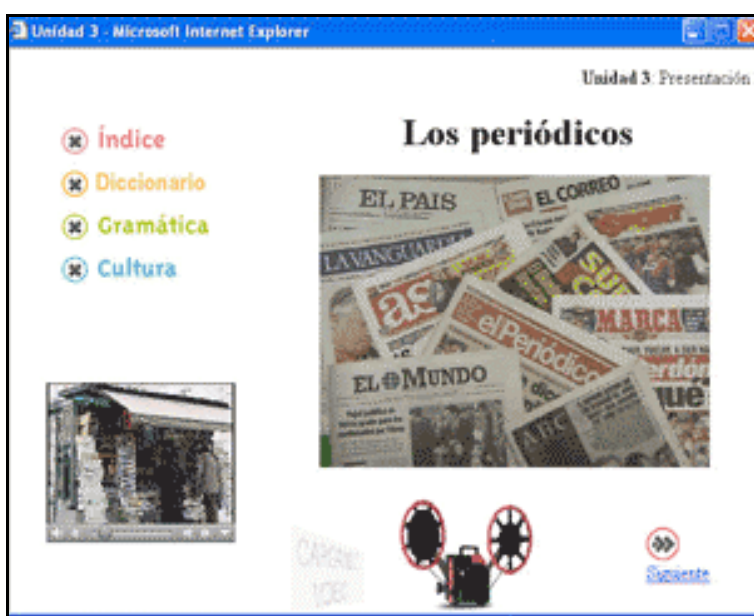 Unidad 3 - Microsoft Internet Explorer
Unidad 3: Presentación
Índice
Diccionario
Gramática
Cultura
Los periódicos
EL PAIS
EL CORREO
LA VANGUARDIA
as
elPeriódico
MARCA
EL MUNDO
ABC
Siguiente